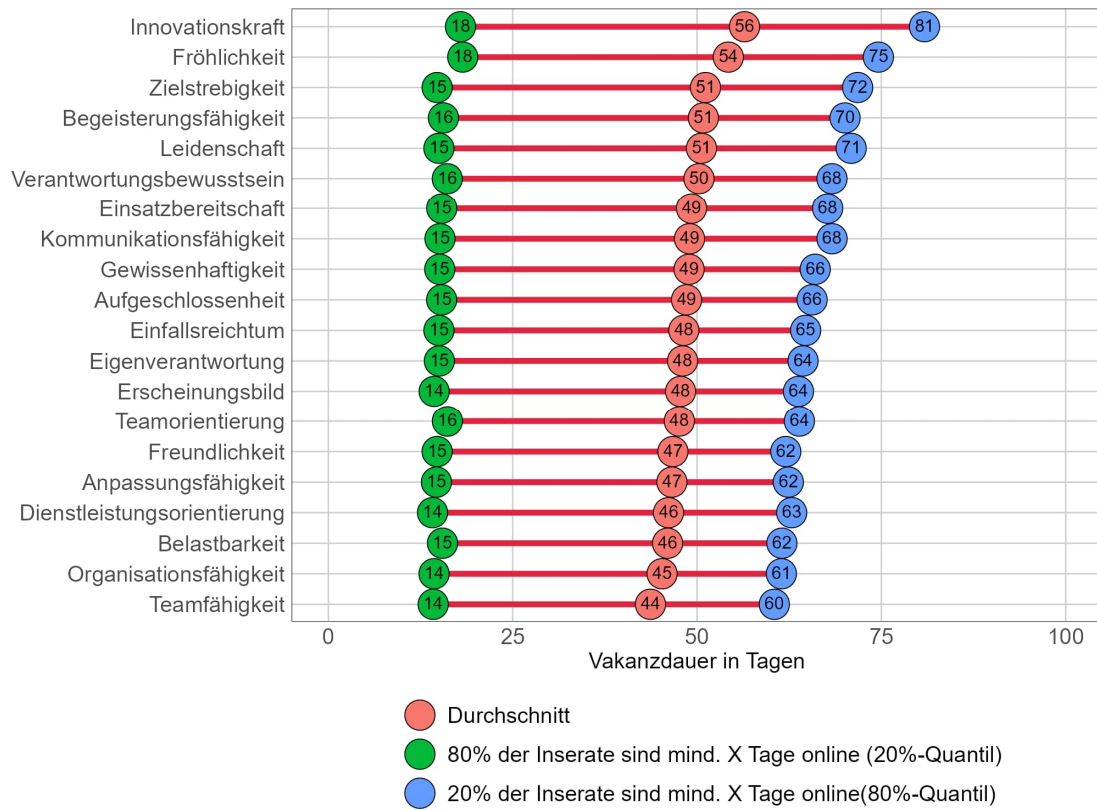 Innovationskraft 18 56 81
Fröhlichkeit 18 54 75
Zielstrebigkeit 15 51 72
Begeisterungsfähigkeit 16 51 70
Leidenschaft 15 51 71
Verantwortungsbewusstsein 16 50 68
Einsatzbereitschaft 15 49 68
Kommunikationsfähigkeit 15 49 68
Gewissenhaftigkeit 15 49 66
Aufgeschlossenheit 15 49 66
Einfallsreichtum 15 48 65
Eigenverantwortung 15 48 64
Erscheinungsbild 14 48 64
Teamorientierung 16 48 64
Freundlichkeit 15 47 62
Anpassungsfähigkeit 15 47 62
Dienstleistungsorientierung 14 46 63
Belastbarkeit 15 46 62
Organisationsfähigkeit 14 45 61
Teamfähigkeit 14 44 60
0 25 50 75 100
Vakanzdauer in Tagen
Durchschnitt
80% der Inserate sind mind. X Tage online (20%-Quantil)
20% der Inserate sind mind. X Tage online(80%-Quantil)